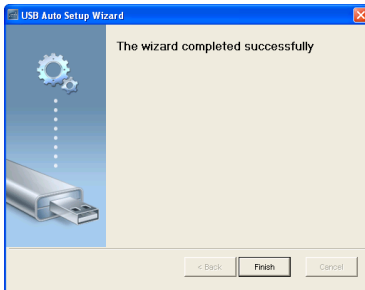 USB Auto Setup Wizard
The wizard completed successfully
< Back
Finish
Cancel